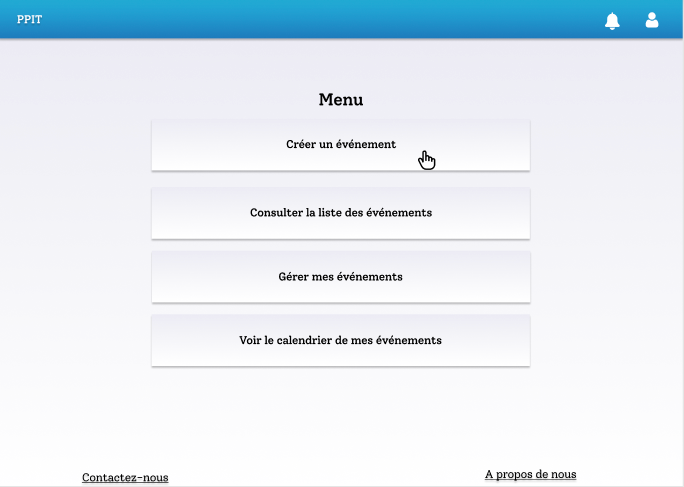 PPIT
Menu
Créer un événement
Consulter la liste des événements
Gérer mes événements
Voir le calendrier de mes événements
Contactez-nous
A propos de nous